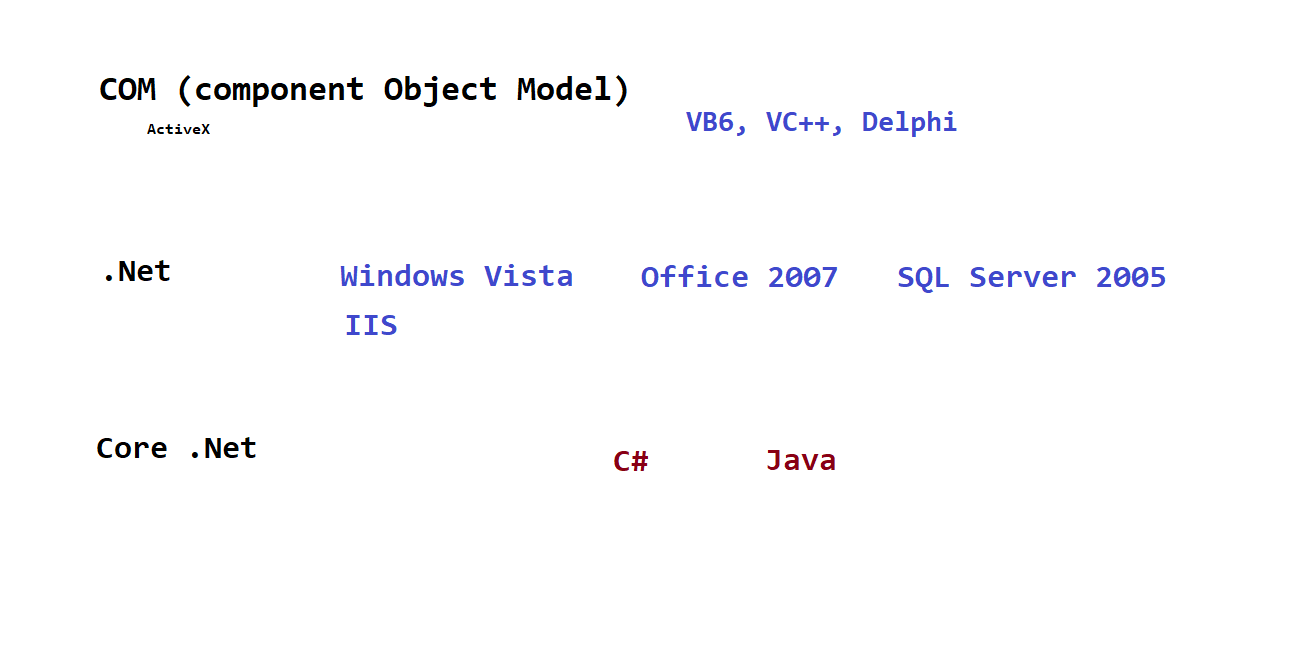 COM (component Object Model)
ActiveX
VB6, VC++, Delphi
.Net
Windows Vista
Office 2007
SQL Server 2005
IIS
Core .Net
C#
Java